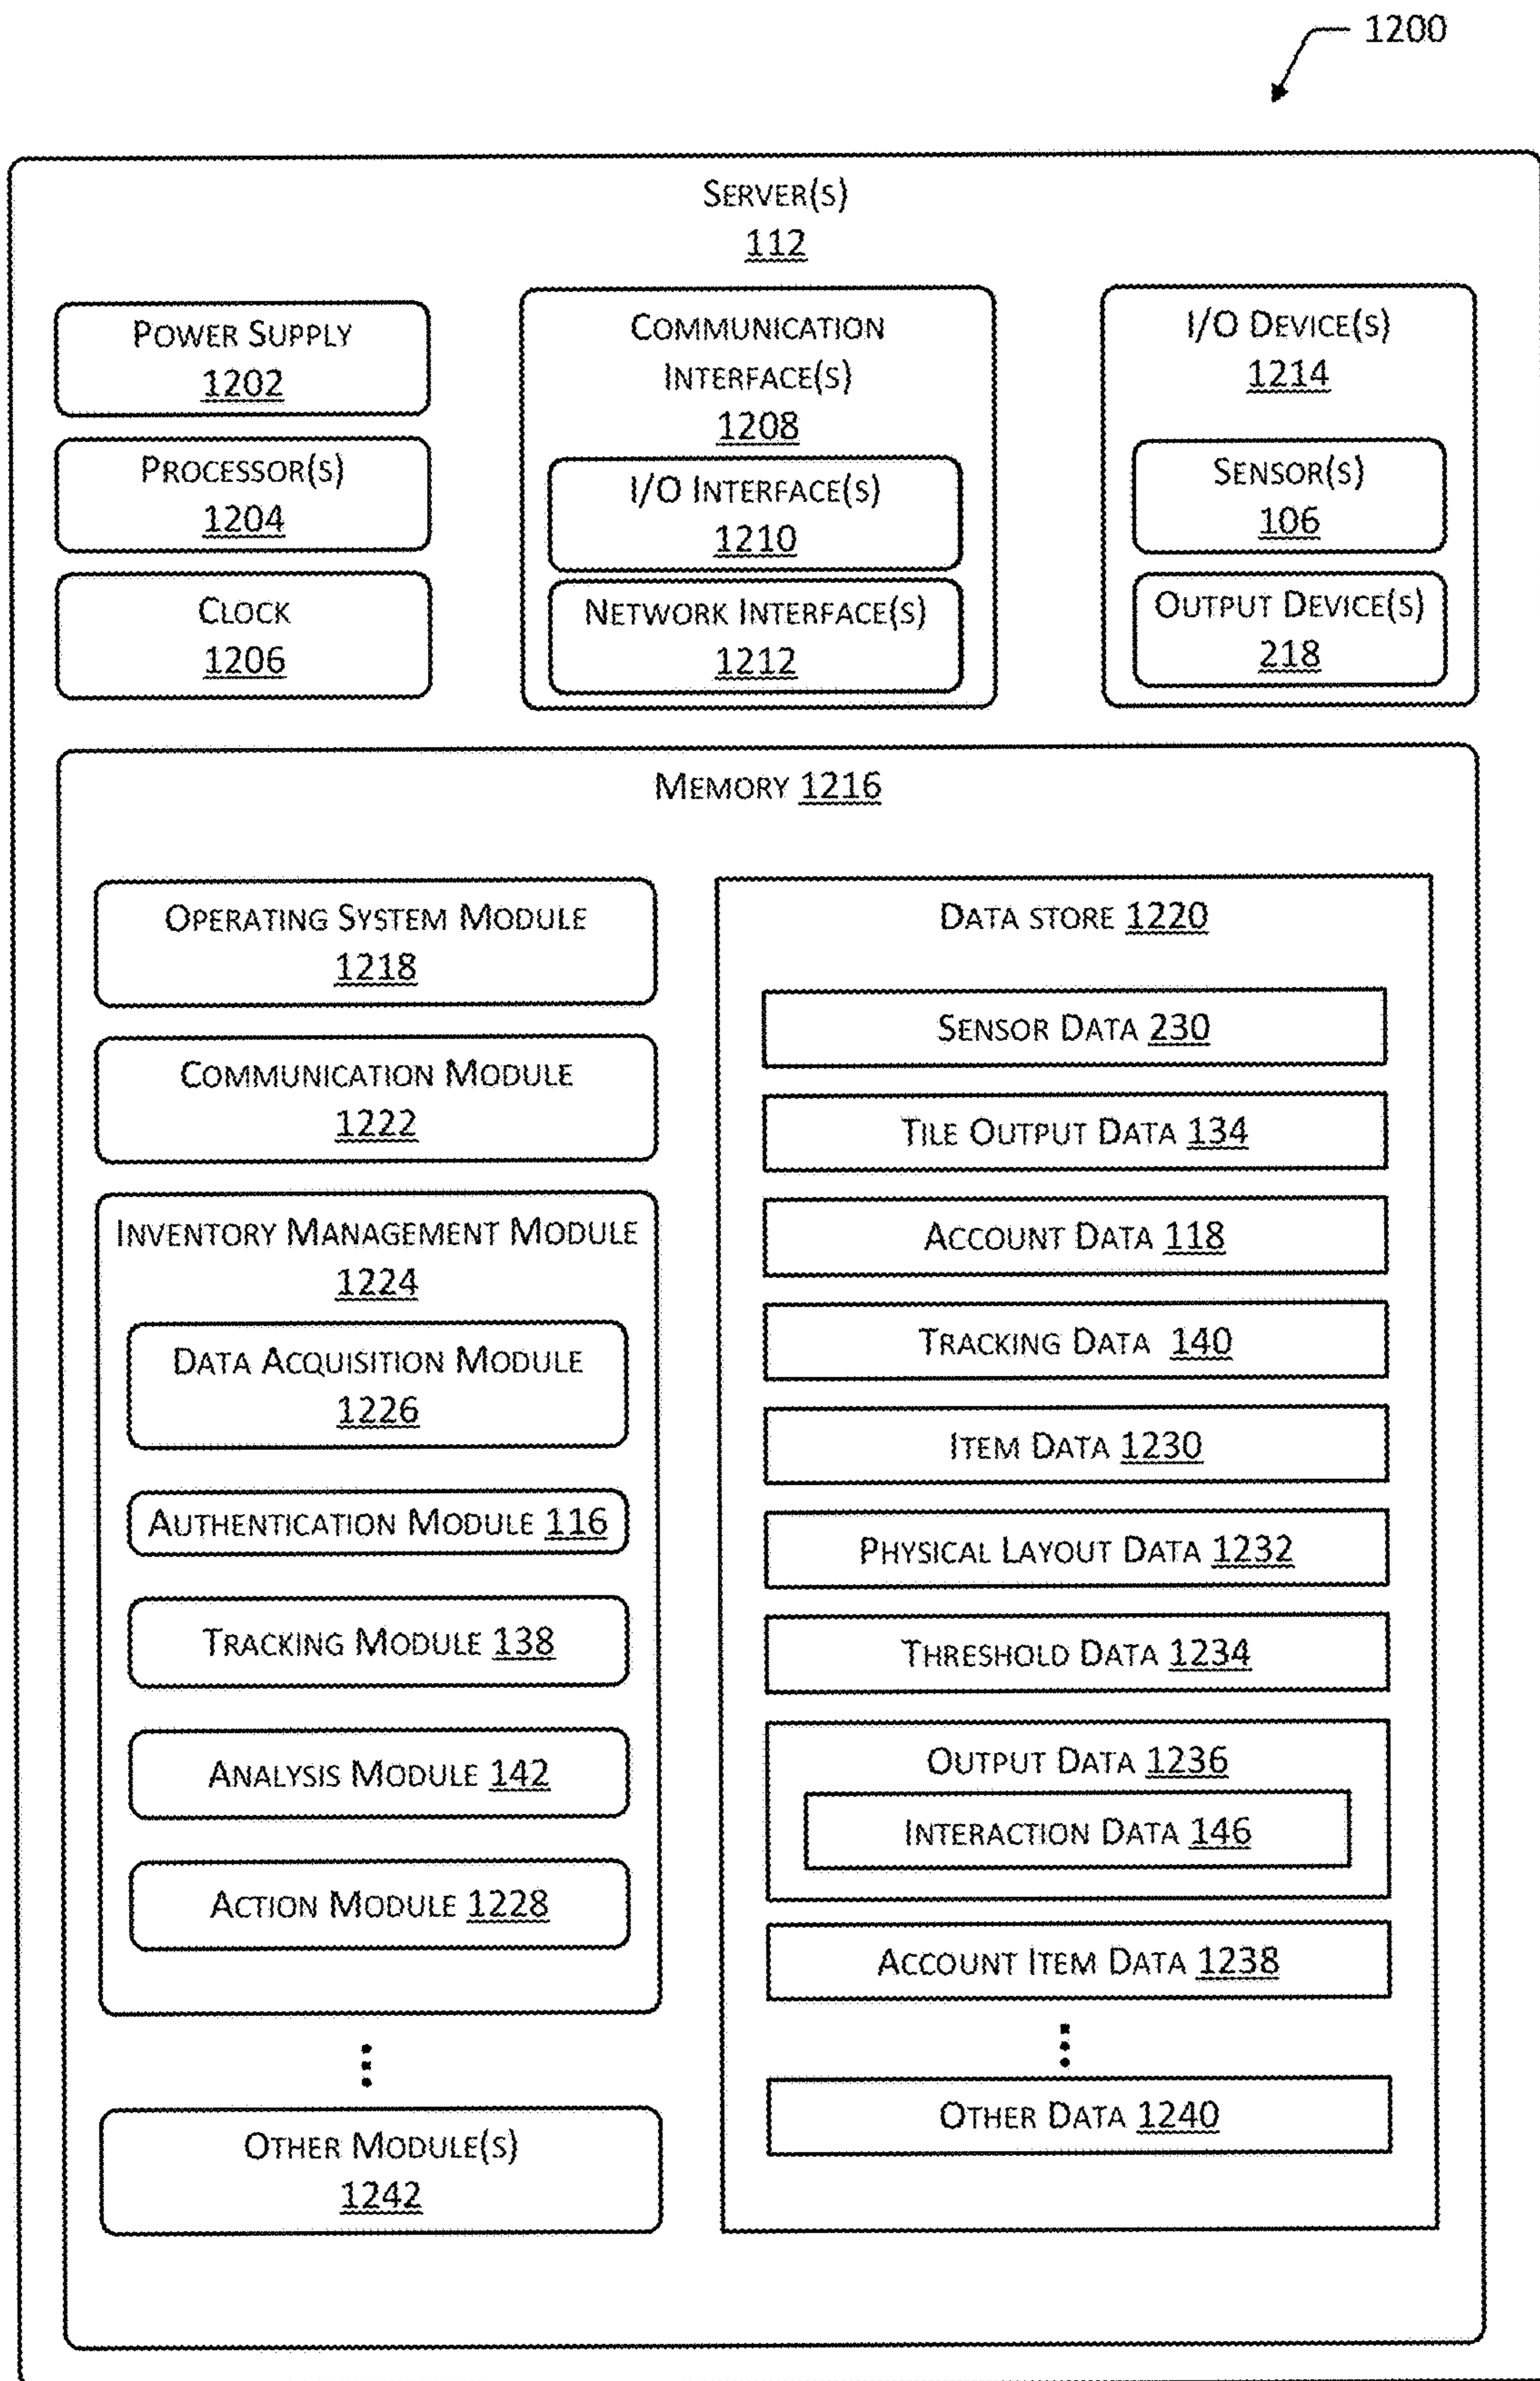 1200
SERVER(S)
112
POWER SUPPLY
1202
PROCESSOR(S)
1204
CLOCK
1206
COMMUNICATION
INTERFACE(S)
1208
I/O INTERFACE(S)
1210
NETWORK INTERFACE(S)
1212
I/O DEVICE(S)
1214
SENSOR(S)
106
OUTPUT DEVICE(S)
218
MEMORY 1216
OPERATING SYSTEM MODULE
1218
COMMUNICATION MODULE
1222
INVENTORY MANAGEMENT MODULE
1224
DATA ACQUISITION MODULE
1226
AUTHENTICATION MODULE 116
TRACKING MODULE 138
ANALYSIS MODULE 142
ACTION MODULE 1228
OTHER MODULE(S)
1242
DATA STORE 1220
SENSOR DATA 230
TILE OUTPUT DATA 134
ACCOUNT DATA 118
TRACKING DATA 140
ITEM DATA 1230
PHYSICAL LAYOUT DATA 1232
THRESHOLD DATA 1234
OUTPUT DATA 1236
INTERACTION DATA 146
ACCOUNT ITEM DATA 1238
OTHER DATA 1240